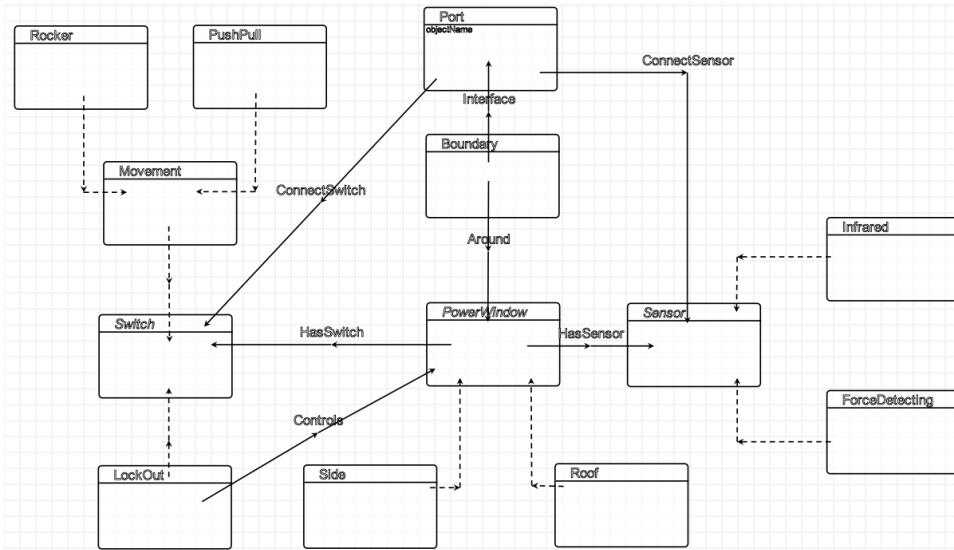 Port
objectName
Rocker
PushPull
ConnectSensor
Interface
Boundary
Movement
ConnectSwitch
Infrared
Around
Switch
HasSwitch
PowerWindow
HasSensor
Sensor
ForceDetecting
Controls
LockOut
Side
Roof